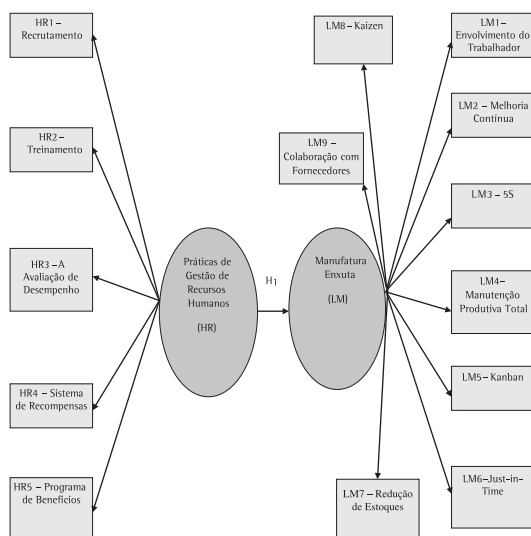 HR1–
Recrutamento
HR2–
Treinamento
HR3–A
Avaliação de
Desempenho
HR4 – Sistema
de Recompensas
HR5 – Programa
de Benefícios
Práticas de
Gestão de
Recursos
Humanos
(HR)
H1
Manufatura
Enxuta
(LM)
LM8–Kaizen
LM9 –
Colaboração com
Fornecedores
LM7 – Redução
de Estoques
LM1–
Envolvimento do
Trabalhador
LM2 – Melhoria
Contínua
LM3 – 5S
LM4–
Manutenção
Produtiva Total
LM5–Kanban
LM6–Just-in-
Time